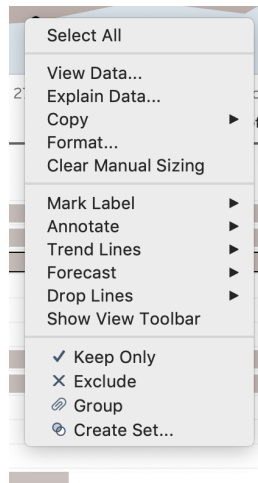 Select All
View Data...
Explain Data...
Copy
Format...
Clear Manual Sizing
Mark Label
Annotate
Trend Lines
Forecast
Drop Lines
Show View Toolbar
Keep Only
Exclude
Group
Create Set...